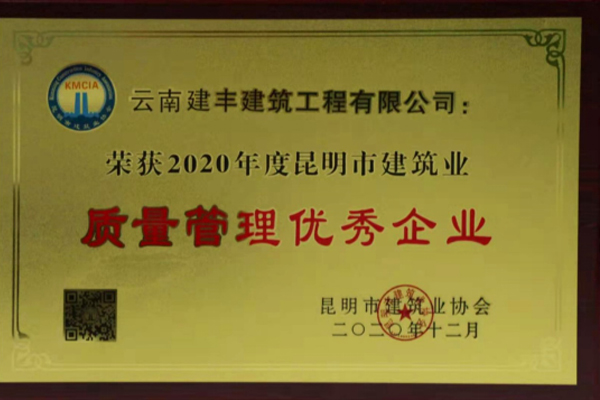 KMCIA
云南建丰建筑工程有限公司：
荣获2020年度昆明市建筑业
质量管理优秀企业
昆明市建筑业协会
二〇二〇年十二月